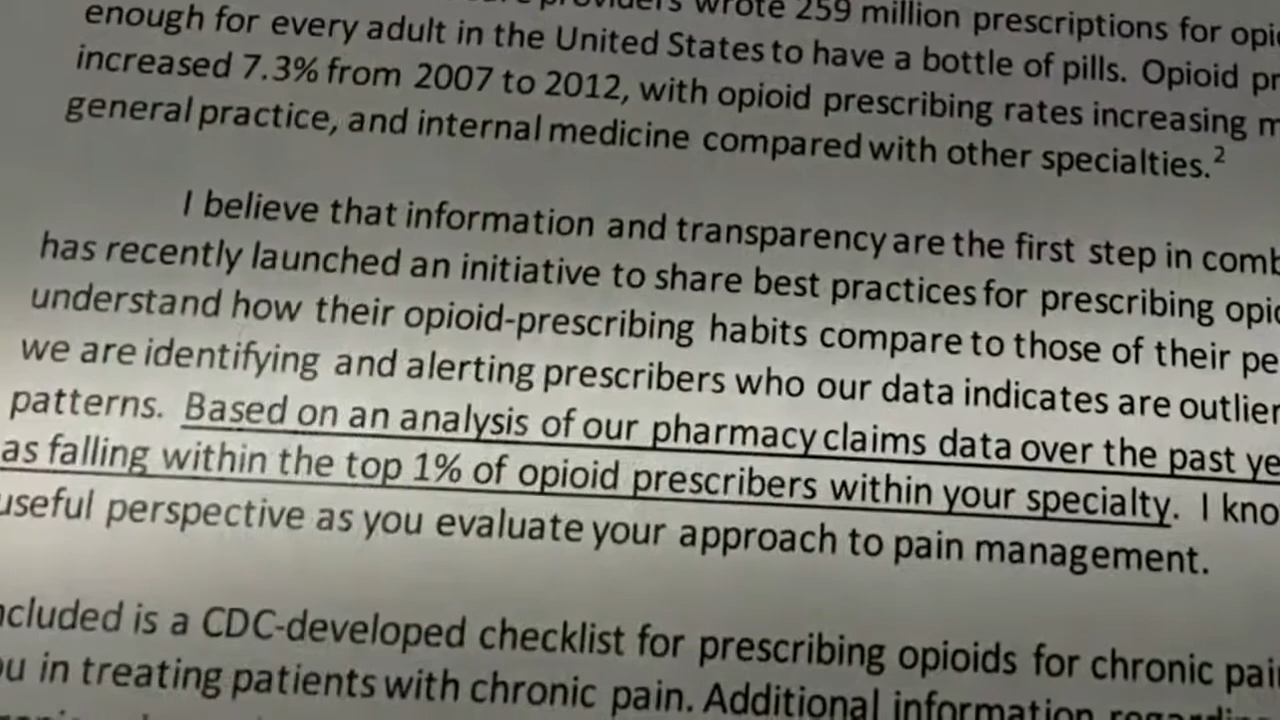 wrote 259 million prescriptions for
enough for every adult in the United States to have a bottle of pills. Opioid
increased 7.3% from 2007 to 2012, with opioid prescribing rates increasing
general practice, and internal medicine compared with other specialties.²
I believe that information and transparency are the first step in
has recently launched an initiative to share best practices for prescribing
understand how their opioid-prescribing habits compare to those of their
we are identifying and alerting prescribers who our data indicates are
patterns. Based on an analysis of our pharmacy claims data over the past
as falling within the top 1% of opioid prescribers within your specialty. I
useful perspective as you evaluate your approach to pain management.
is a CDC-developed checklist for prescribing opioids for chronic
in treating patients with chronic pain. Additional information